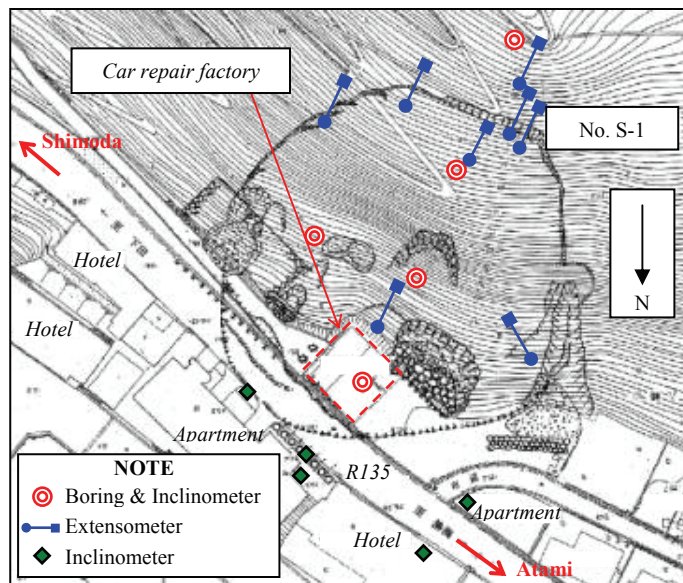 Car repair factory
No. S-1
Shimoda
N
Hotel
Hotel
Apartment
R135
Apartment
Hotel
Atami
NOTE
Boring & Inclinometer
Extensometer
Inclinometer